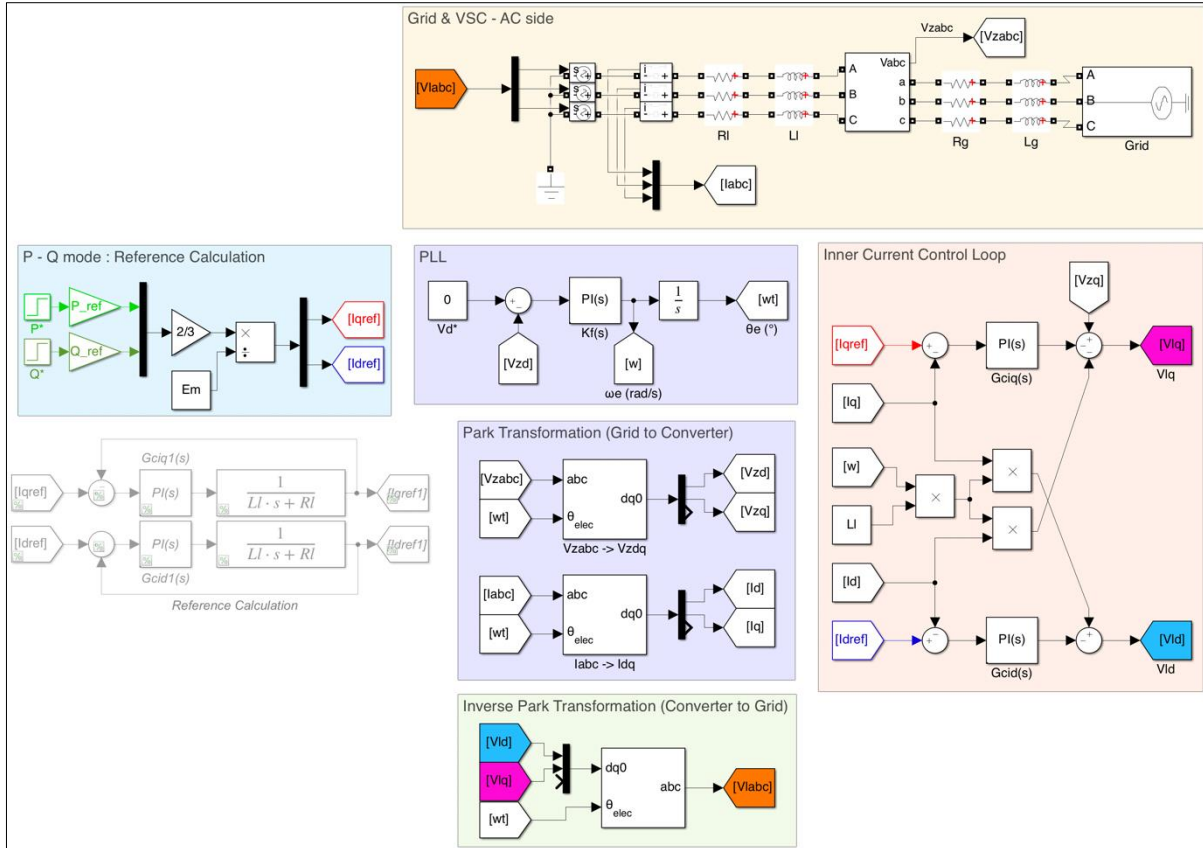 Grid & VSC - AC side
[Vlabc]
s
- +
s
- +
s
- +
i
- +
i
- +
i
- +
Rl
Ll
A
B
C
Vabc
a
b
c
Vzabc
[Vzabc]
Rg
Lg
A
B
C
Grid
[Iabc]
P - Q mode : Reference Calculation
P*
P_ref
Q*
Q_ref
2/3
×
÷
Em
[Iqref]
[Idref]
PLL
0
Vd*
+
−
[Vzd]
PI(s)
Kf(s)
[w]
ωe (rad/s)
1
s
[wt]
θe (°)
Inner Current Control Loop
[Vzq]
[Iqref]
PI(s)
Gciq(s)
[Vlq]
Vlq
[Iq]
[w]
Ll
×
×
×
[Id]
[Idref]
PI(s)
Gcid(s)
[Vld]
Vld
Gciq1(s)
[Iqref]
PI(s)
1
Ll · s + Rl
[Iqref1]
[Idref]
PI(s)
1
Ll · s + Rl
[Idref1]
Gcid1(s)
Reference Calculation
Park Transformation (Grid to Converter)
[Vzabc]
[wt]
abc
θelec
dq0
Vzabc -> Vzdq
[Vzd]
[Vzq]
[Iabc]
[wt]
abc
θelec
dq0
Iabc -> Idq
[Id]
[Iq]
Inverse Park Transformation (Converter to Grid)
[Vld]
[Vlq]
[wt]
dq0
θelec
abc
[Vlabc]